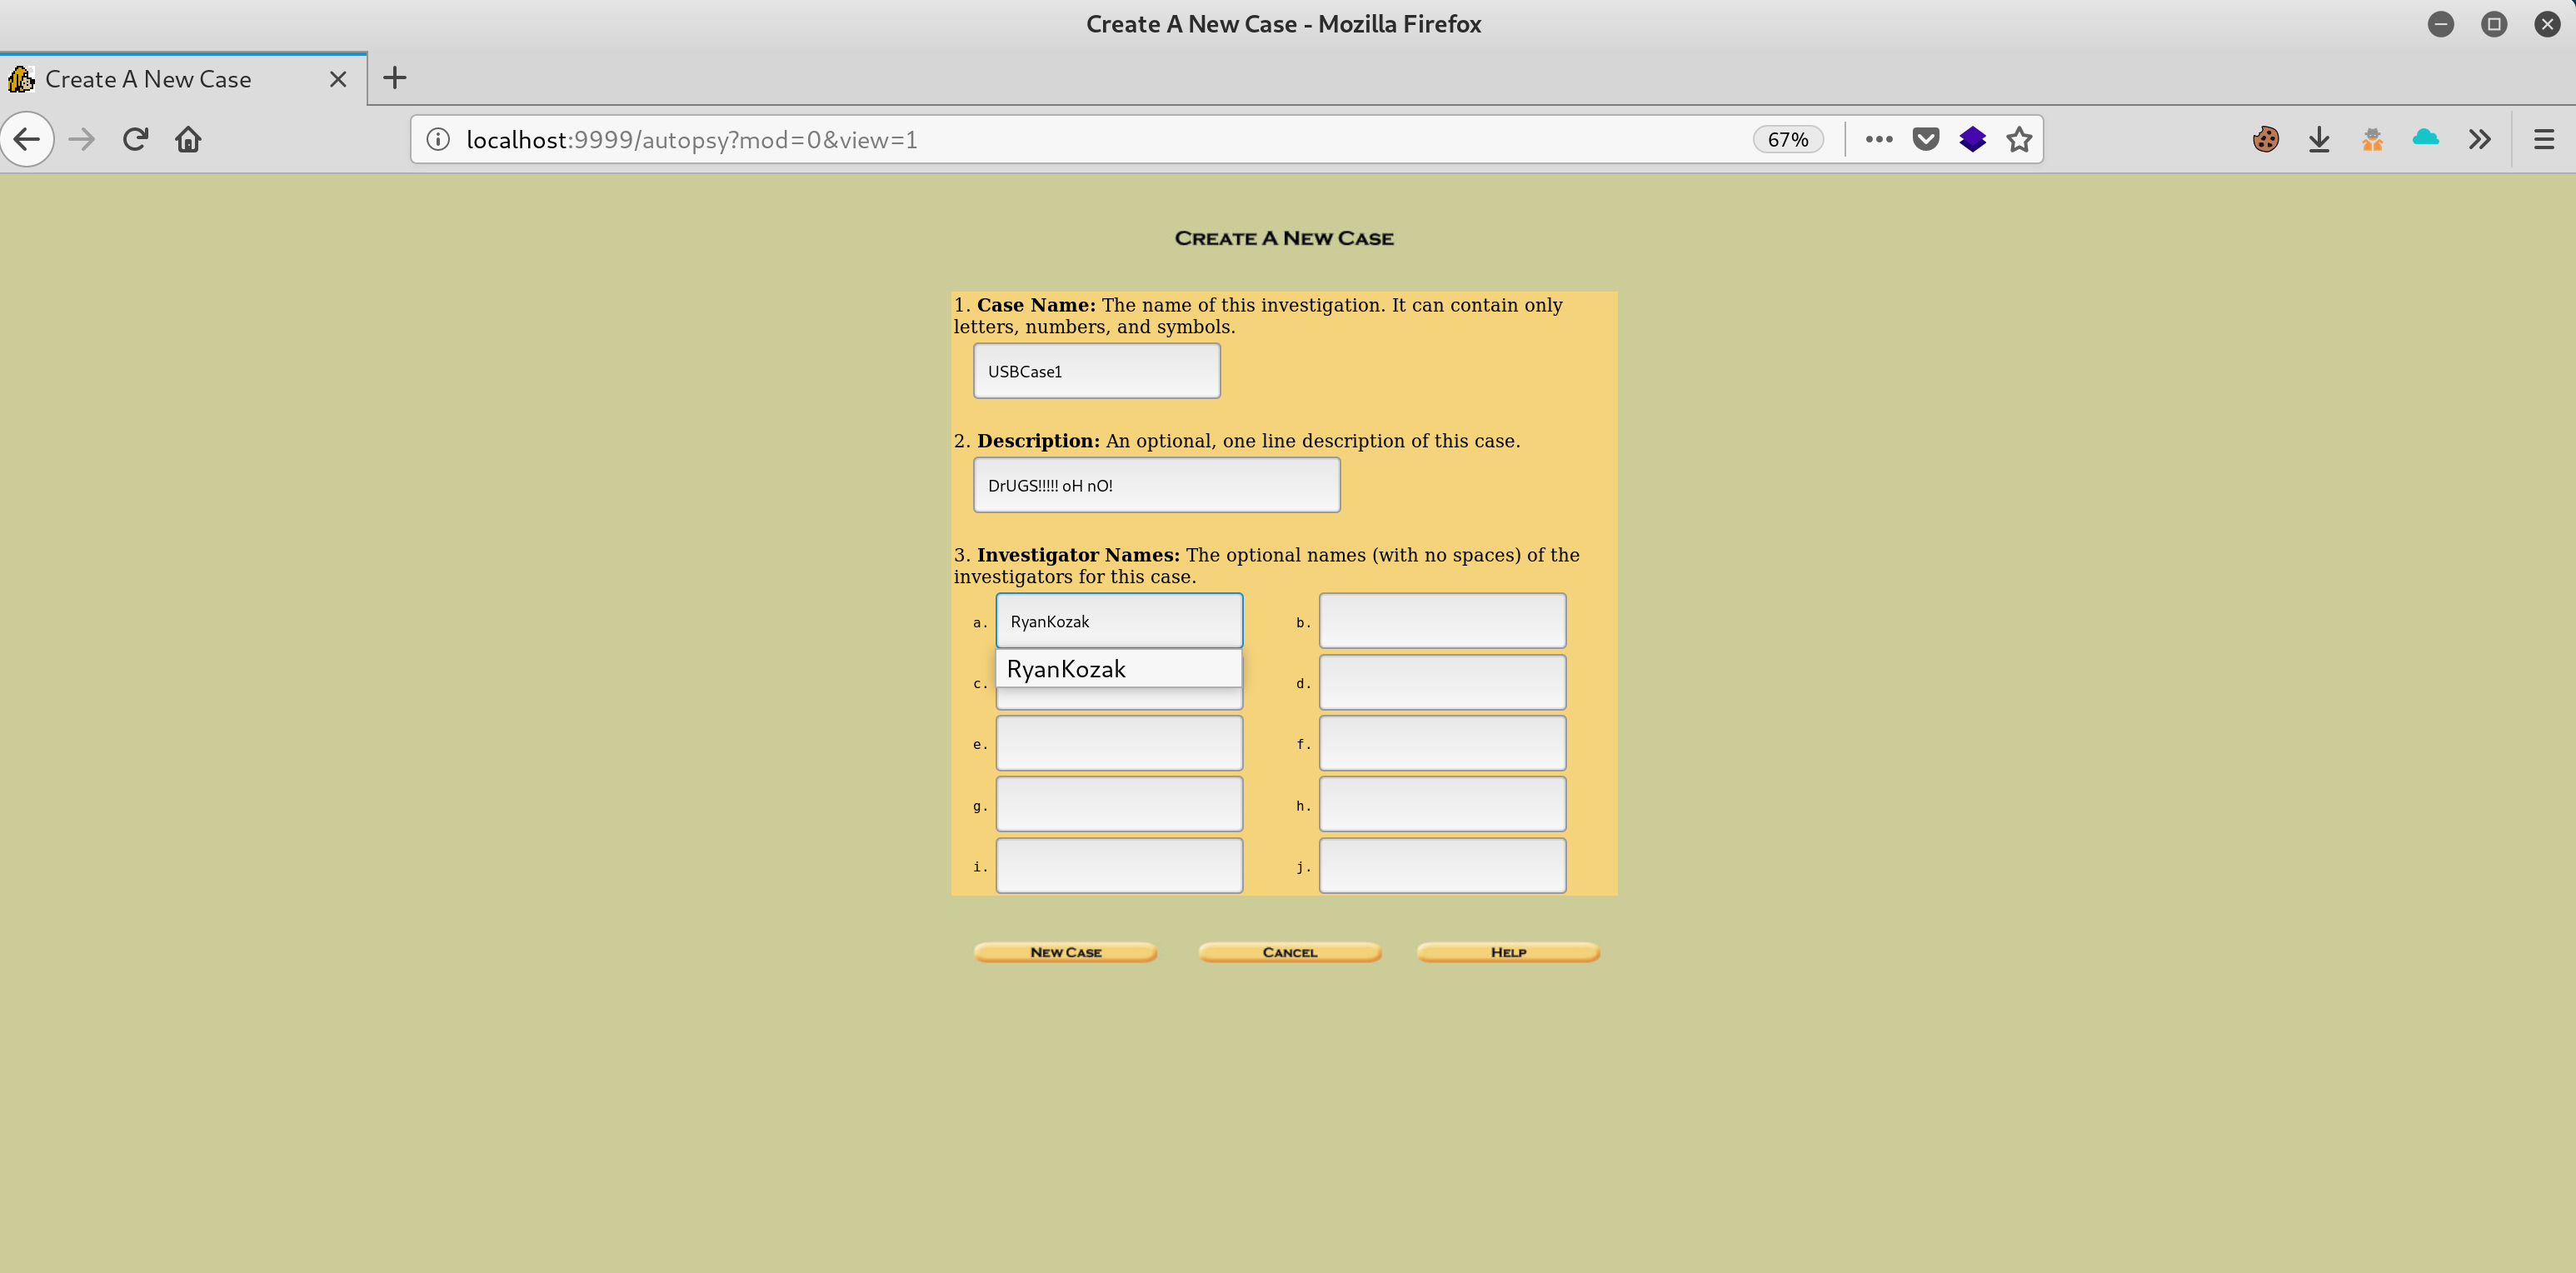 Create A New Case - Mozilla Firefox
Create A New Case
localhost:9999/autopsy?mod=0&view=1
67%
CREATE A NEW CASE
1. Case Name: The name of this investigation. It can contain only
letters, numbers, and symbols.
USBCase1
2. Description: An optional, one line description of this case.
DrUGS!!!!! oH nO!
3. Investigator Names: The optional names (with no spaces) of the
investigators for this case.
a. RyanKozak b.
RyanKozak
c. d.
e. f.
g. h.
i. j.
NEW CASE CANCEL HELP